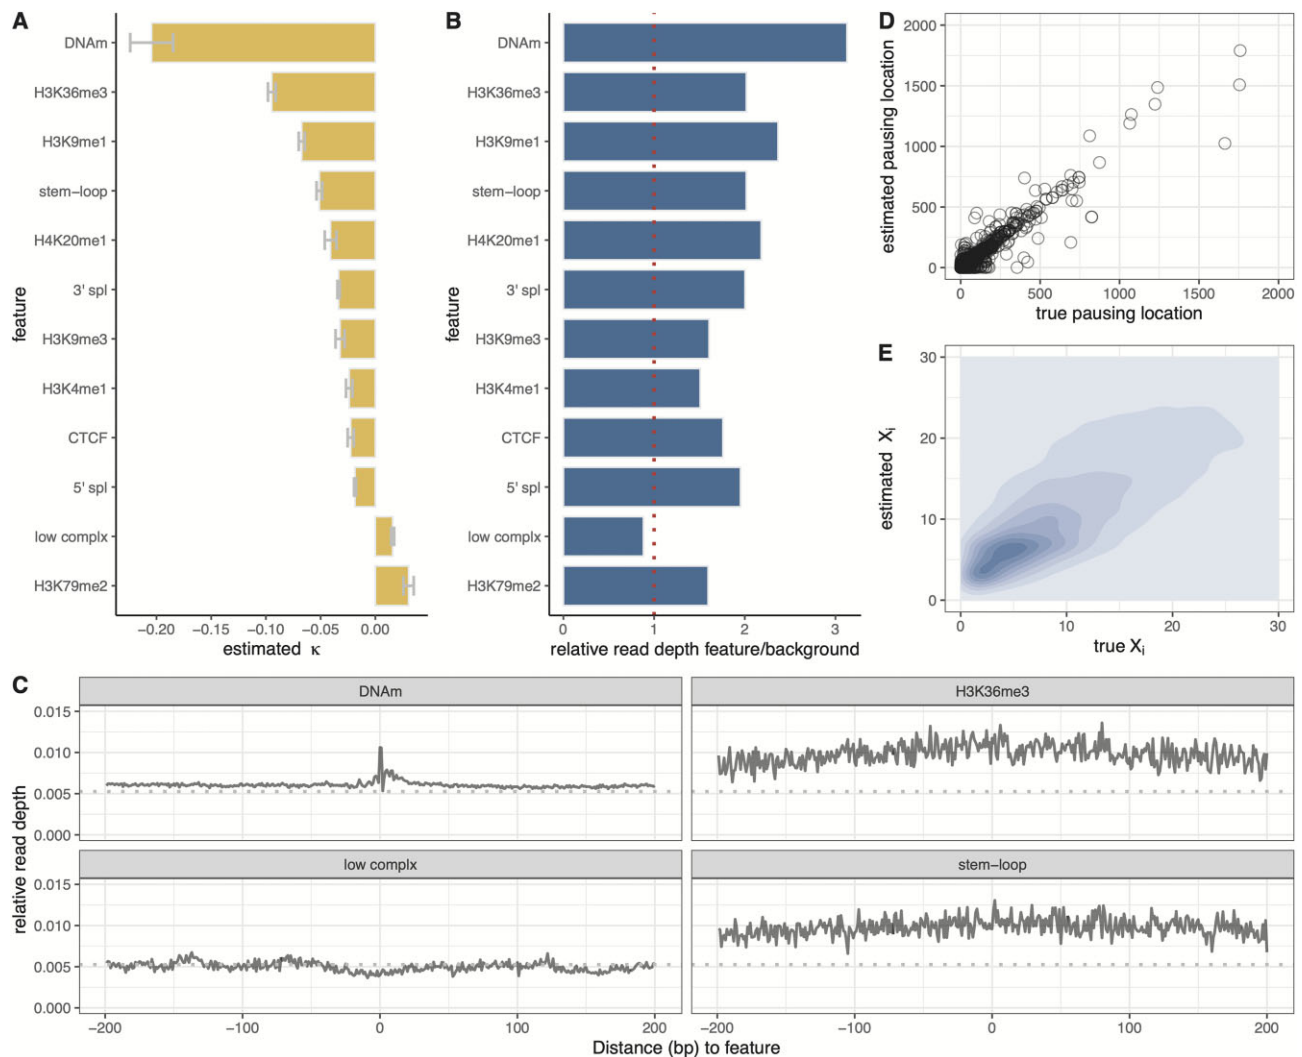 A
DNAm
H3K36me3
H3K9me1
stem−loop
H4K20me1
3' spl
H3K9me3
H3K4me1
CTCF
5' spl
low complx
H3K79me2
feature
−0.20 −0.15 −0.10 −0.05 0.00
estimated κ
B
DNAm
H3K36me3
H3K9me1
stem−loop
H4K20me1
3' spl
H3K9me3
H3K4me1
CTCF
5' spl
low complx
H3K79me2
feature
0 1 2 3
relative read depth feature/background
D
2000
1500
1000
500
0
estimated pausing location
0 500 1000 1500 2000
true pausing location
E
30
20
10
0
estimated Xi
0 10 20 30
true Xi
C
DNAm
H3K36me3
0.015
0.010
0.005
0.000
low complx
stem−loop
0.015
0.010
0.005
0.000
relative read depth
−200 −100 0 100 200 −200 −100 0 100 200
Distance (bp) to feature